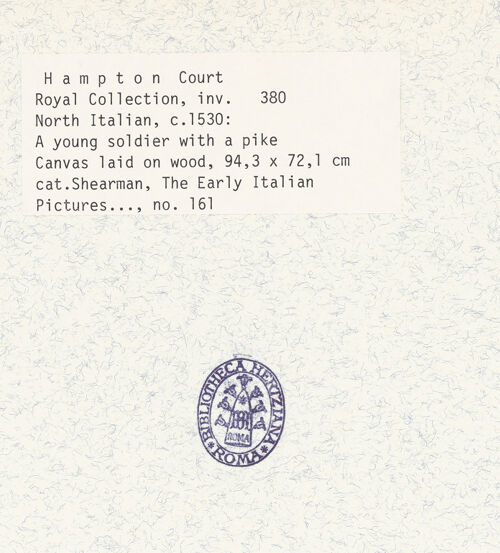 H a m p t o n Court
Royal Collection, inv. 380
North Italian, c.1530:
A young soldier with a pike
Canvas laid on wood, 94,3 x 72,1 cm
cat.Shearman, The Early Italian
Pictures..., no. 161
BIBLIOTHECA HERTZIANA
ROMA
* ROMA *